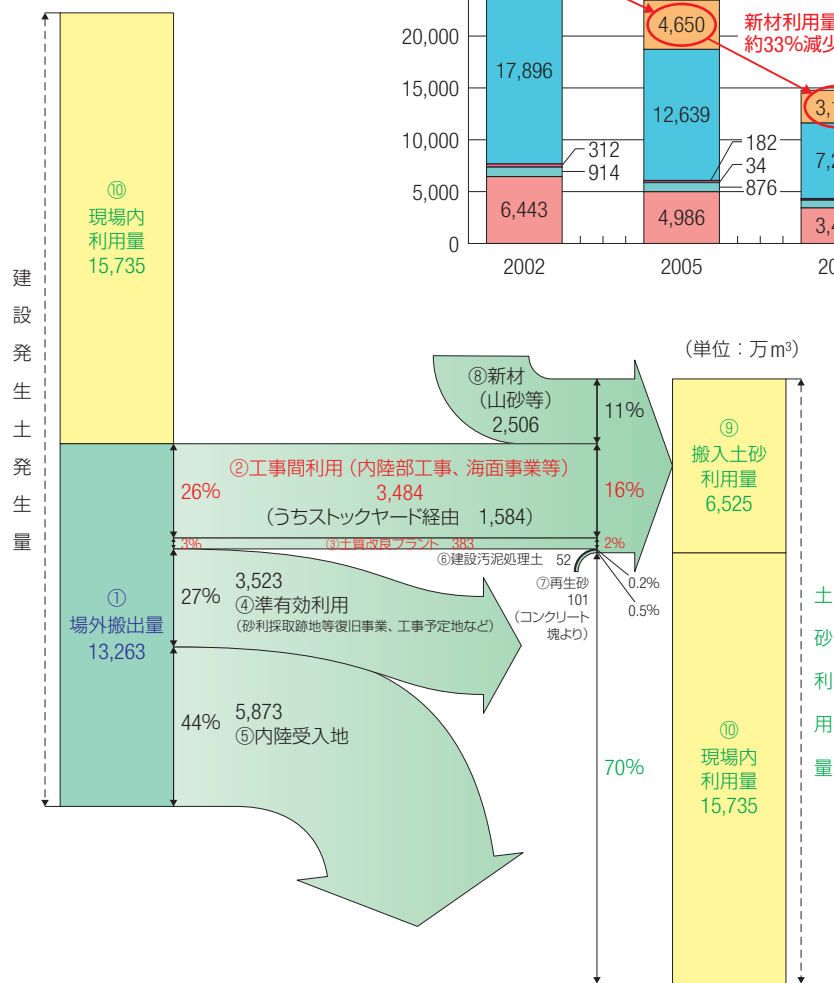 20,000
15,000
10,000
5,000
0
17,896
312
914
6,443
4,650
12,639
182
34
876
4,986
新材利用量
約33%減少
2002
2005
(単位：万m³)
建設発生土発生量
⑩
現場内
利用量
15,735
①
場外搬出量
13,263
⑧新材
(山砂等)
2,506
11%
26%
②工事間利用 (内陸部工事、海面事業等)
3,484
(うちストックヤード経由 1,584)
16%
3%
③土質改良プラント 383
2%
⑥建設汚泥処理土 52
0.2%
⑦再生砂
101
(コンクリート
塊より)
0.5%
27%
3,523
④準有効利用
(砂利採取跡地等復旧事業、工事予定地など)
44%
5,873
⑤内陸受入地
70%
⑨
搬入土砂
利用量
6,525
⑩
現場内
利用量
15,735
土砂利用量